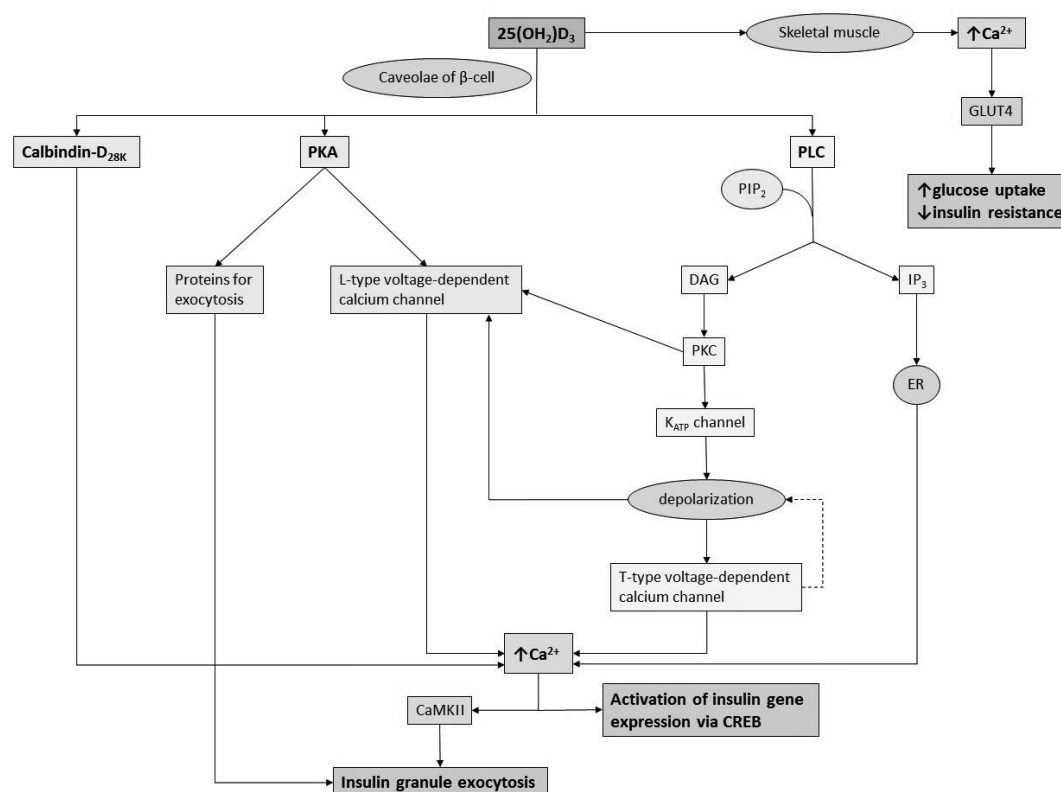 25(OH₂)D₃
Skeletal muscle
↑Ca²⁺
Caveolae of β-cell
GLUT4
Calbindin-D₂₈ₖ
PKA
PLC
PIP₂
↑glucose uptake
↓insulin resistance
Proteins for
exocytosis
L-type voltage-dependent
calcium channel
DAG
IP₃
PKC
ER
K_ATP channel
depolarization
T-type voltage-dependent
calcium channel
↑Ca²⁺
CaMKII
Activation of insulin gene
expression via CREB
Insulin granule exocytosis